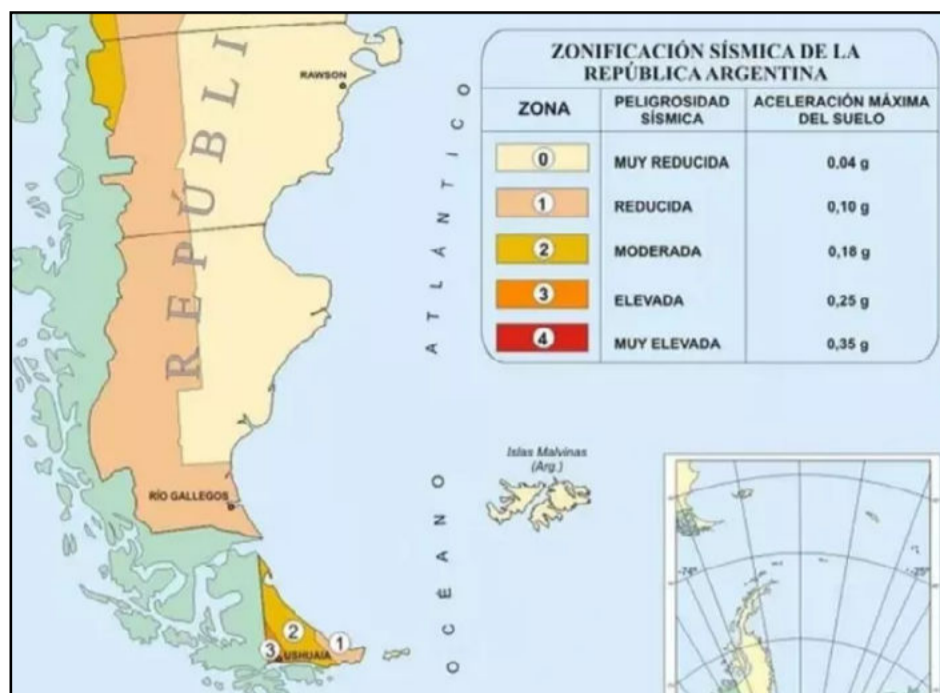 ZONIFICACIÓN SÍSMICA DE LA
REPÚBLICA ARGENTINA
ZONA
PELIGROSIDAD
SÍSMICA
ACELERACIÓN MÁXIMA
DEL SUELO
0 MUY REDUCIDA 0,04 g
1 REDUCIDA 0,10 g
2 MODERADA 0,18 g
3 ELEVADA 0,25 g
4 MUY ELEVADA 0,35 g
REPÚBLI
RAWSON
OCÉANO ATLÁNTICO
Islas Malvinas
(Arg.)
RÍO GALLEGOS
2
1
3
USHUAIA
-74°
-25°